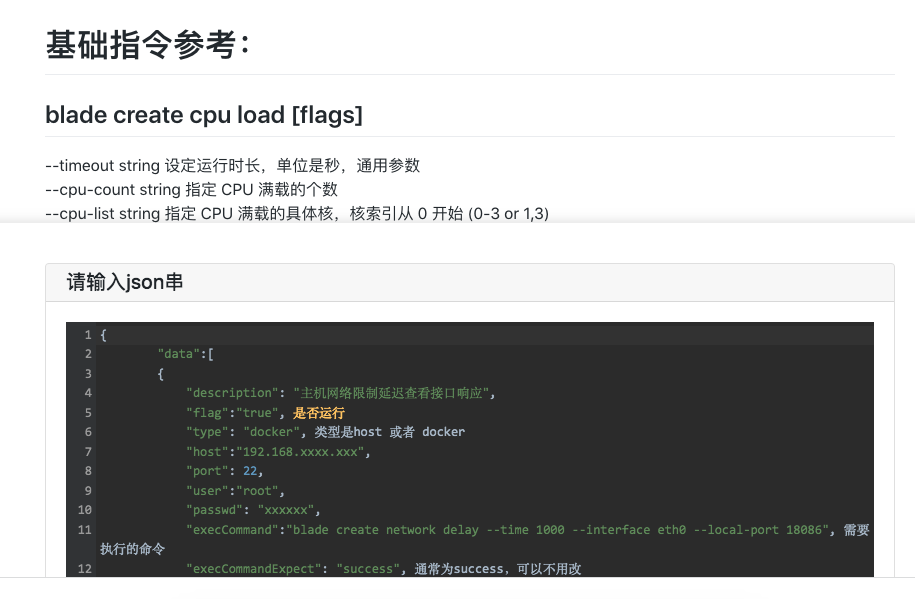 基础指令参考：
blade create cpu load [flags]
--timeout string 设定运行时长，单位是秒，通用参数
--cpu-count string 指定 CPU 满载的个数
--cpu-list string 指定 CPU 满载的具体核，核索引从 0 开始 (0-3 or 1,3)
请输入json串
1 {
2 "data":[
3 {
4 "description": "主机网络限制延迟查看接口响应",
5 "flag":"true", 是否运行
6 "type": "docker", 类型是host 或者 docker
7 "host":"192.168.xxxx.xxx",
8 "port": 22,
9 "user":"root",
10 "passwd": "xxxxxx",
11 "execCommand":"blade create network delay --time 1000 --interface eth0 --local-port 18086", 需要
执行的命令
12 "execCommandExpect": "success", 通常为success，可以不用改